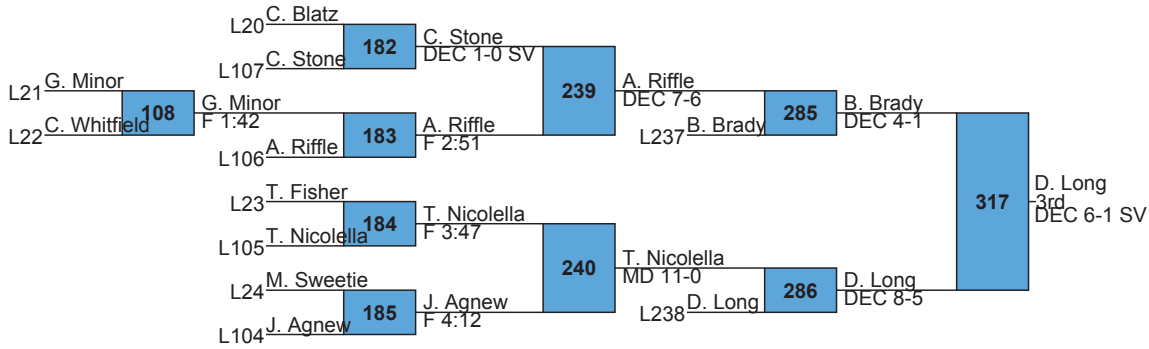 L20 C. Blatz
182
C. Stone
DEC 1-0 SV
L107 C. Stone
239
A. Riffle
DEC 7-6
L21 G. Minor
108
G. Minor
F 1:42
L22 C. Whitfield
183
A. Riffle
F 2:51
L106 A. Riffle
285
B. Brady
DEC 4-1
L237 B. Brady
317
D. Long
3rd
DEC 6-1 SV
L23 T. Fisher
184
T. Nicolella
F 3:47
L105 T. Nicolella
240
T. Nicolella
MD 11-0
L24 M. Sweetie
185
J. Agnew
F 4:12
L104 J. Agnew
286
D. Long
DEC 8-5
L238 D. Long